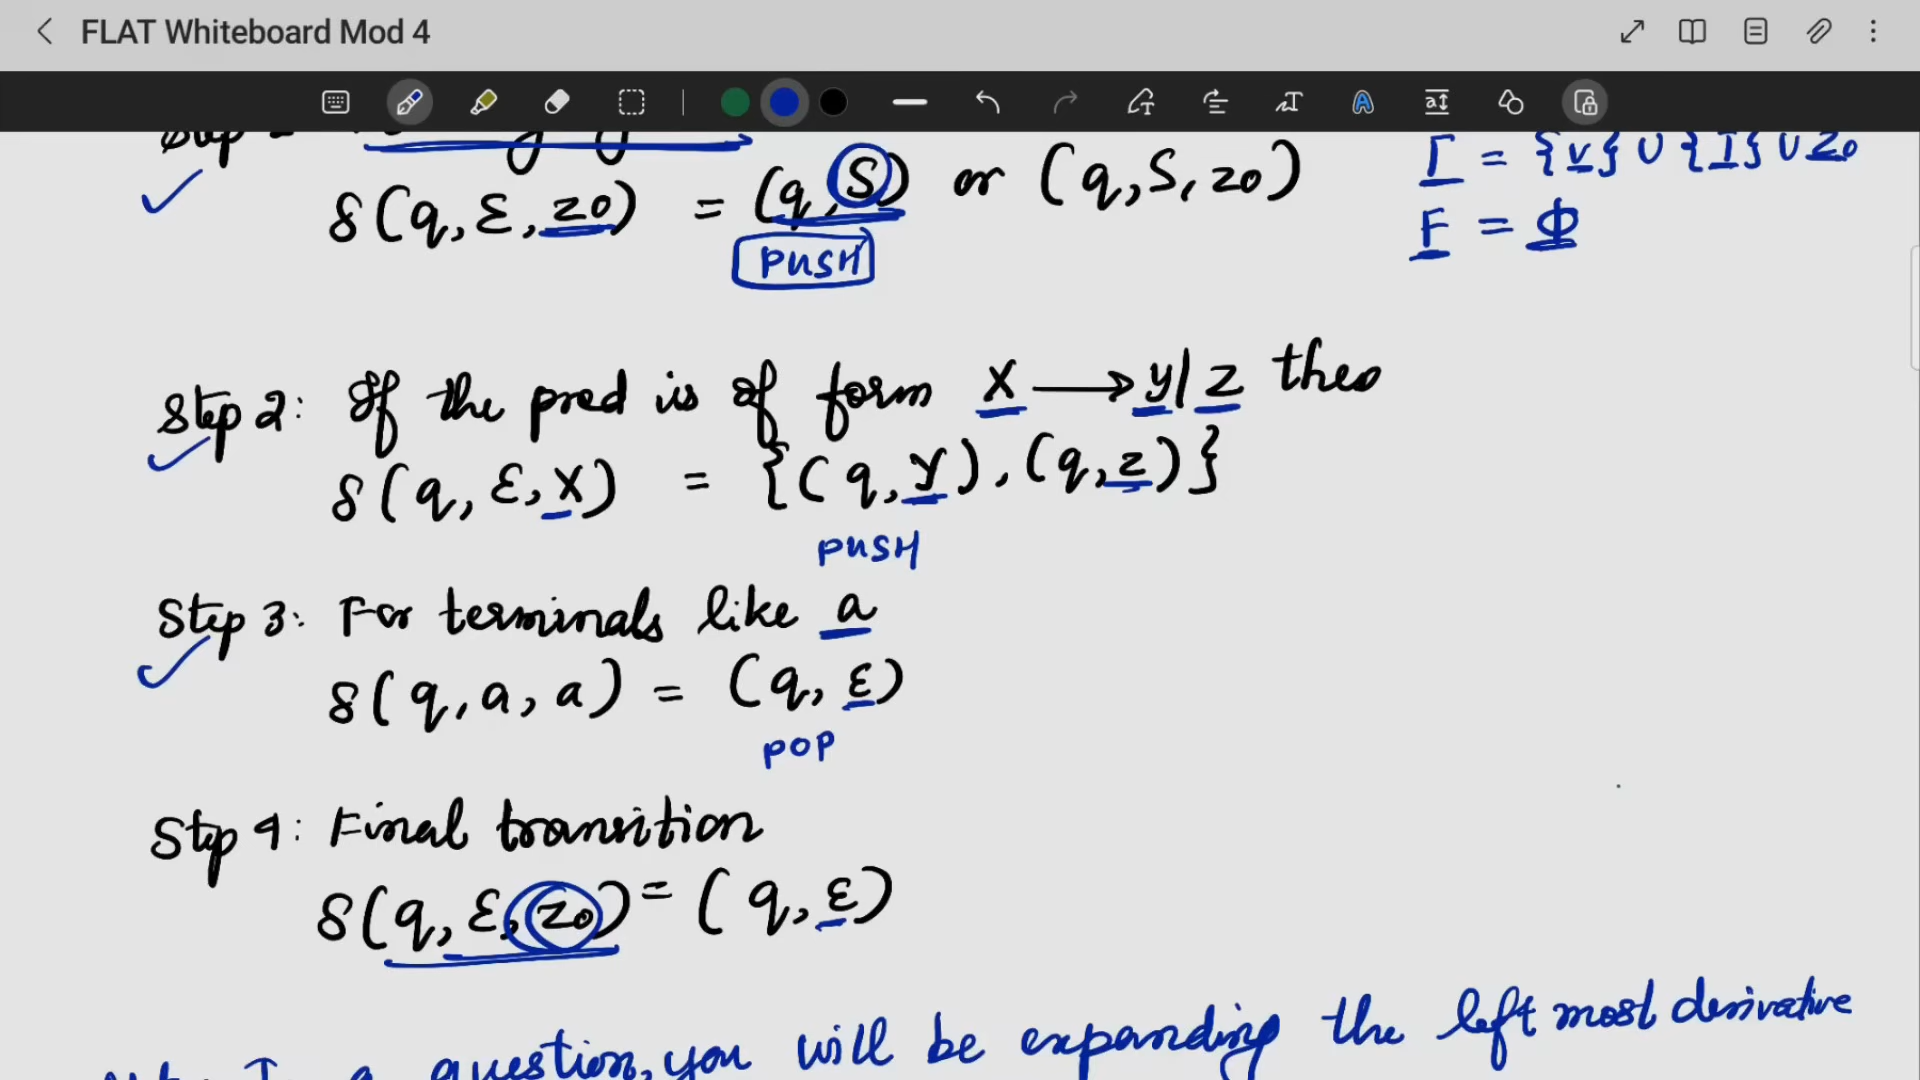 FLAT Whiteboard Mod 4
Step
δ(q, ε, z0) = (q, S) or (q, S, z0)
PUSH
Γ = {V} ∪ {I} ∪ Z0
F = Φ
Step 2: If the prod is of form X → y | Z then
δ(q, ε, X) = {(q, Y), (q, z)}
PUSH
Step 3: For terminals like a
δ(q, a, a) = (q, ε)
POP
Step 4: Final transition
δ(q, ε, z0) = (q, ε)
In a question, you will be expanding the left most derivative